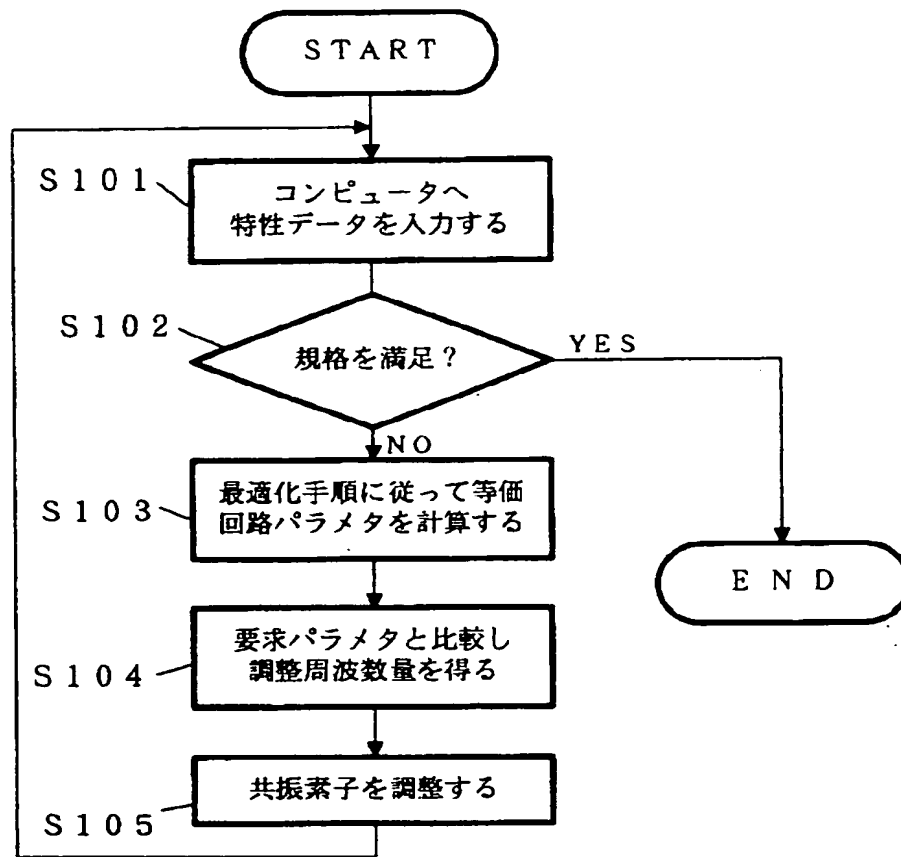 START
S101
コンピュータへ
特性データを入力する
S102
規格を満足？
YES
NO
S103
最適化手順に従って等価
回路パラメタを計算する
END
S104
要求パラメタと比較し
調整周波数量を得る
S105
共振素子を調整する